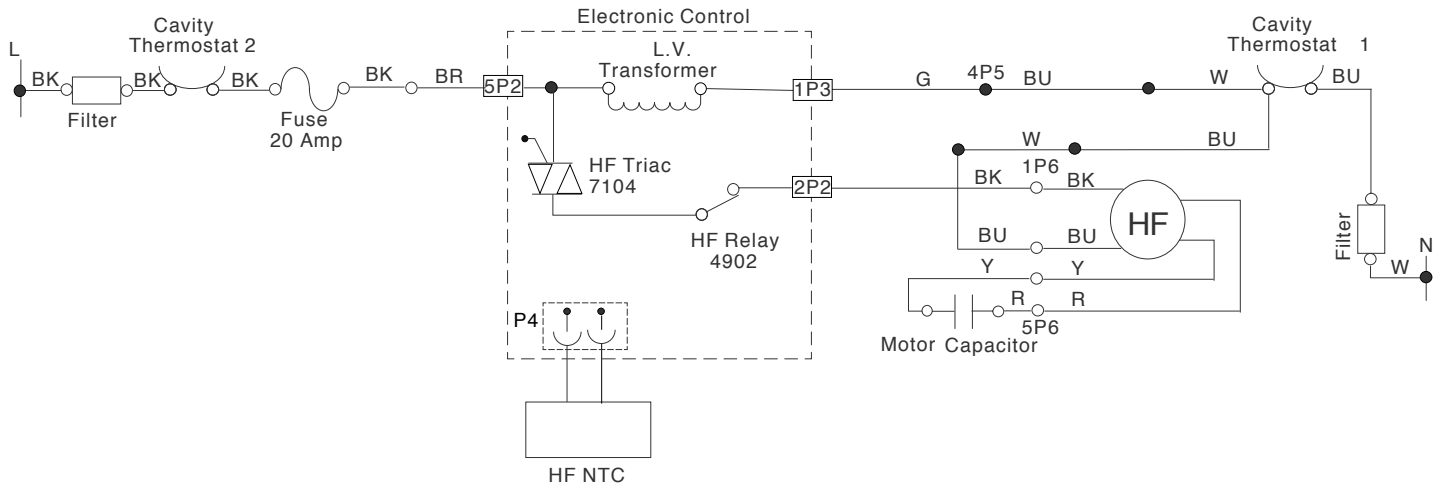 Electronic Control
Cavity
Thermostat 2
L
BK
BK
BK
BK
BR
Filter
Fuse
20 Amp
5P2
L.V.
Transformer
1P3
G
4P5
BU
W
Cavity
Thermostat 1
BU
HF Triac
7104
W
BU
1P6
2P2
BK
BK
HF
HF Relay
4902
BU
BU
Y
Y
R
R
5P6
Motor Capacitor
Filter
N
W
P4
HF NTC